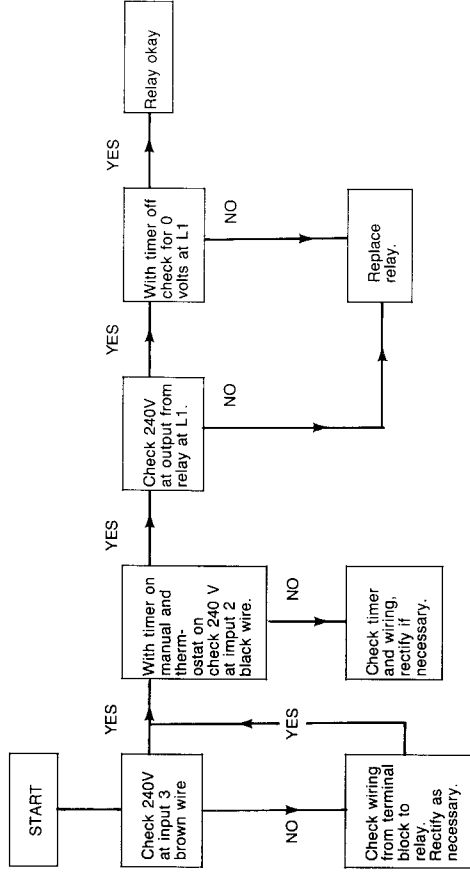 START
Check 240V
at input 3
brown wire
YES
NO
Check wiring
from terminal
block to
relay.
Rectify as
necessary.
YES
With timer on
manual and
therm-
ostat on
check 240 V
at imput 2
black wire.
YES
NO
Check timer
and wiring,
rectify if
necessary.
Check 240V
at output from
relay at L1.
YES
NO
With timer off
check for 0
volts at L1
YES
NO
Replace
relay.
Relay okay